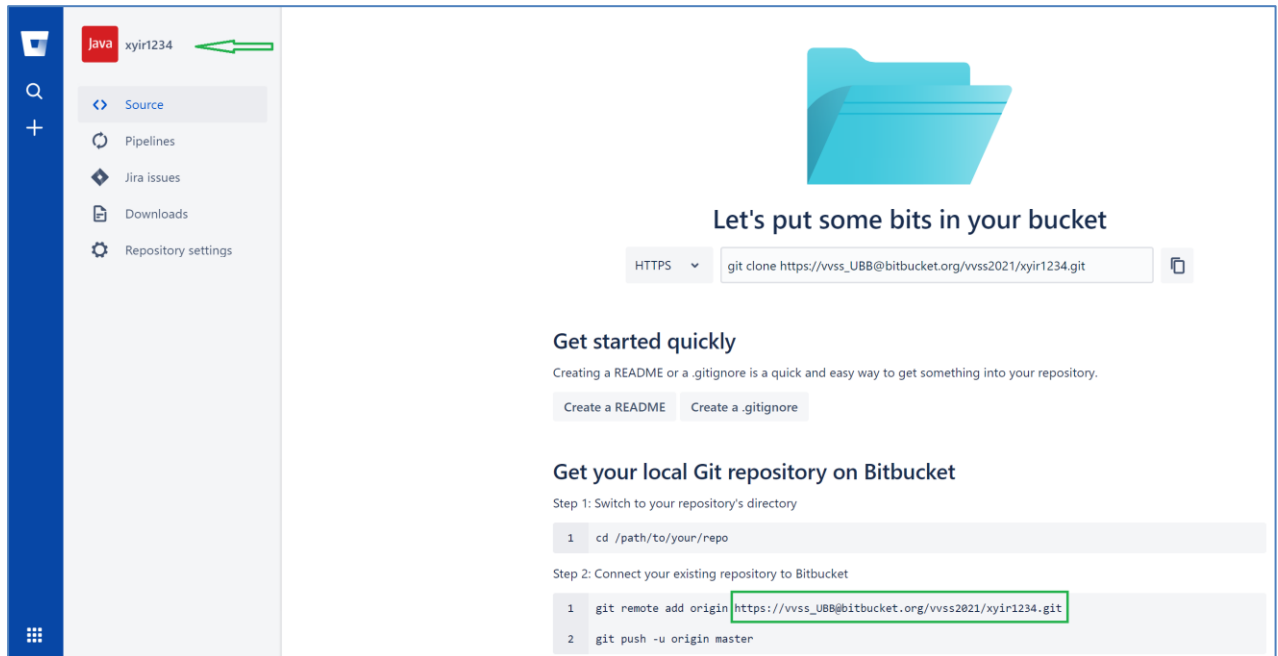 Java xyir1234
Source
Pipelines
Jira issues
Downloads
Repository settings
Let's put some bits in your bucket
HTTPS git clone https://vvss_UBB@bitbucket.org/vvss2021/xyir1234.git
Get started quickly
Creating a README or a .gitignore is a quick and easy way to get something into your repository.
Create a README Create a .gitignore
Get your local Git repository on Bitbucket
Step 1: Switch to your repository's directory
1 cd /path/to/your/repo
Step 2: Connect your existing repository to Bitbucket
1 git remote add origin https://vvss_UBB@bitbucket.org/vvss2021/xyir1234.git
2 git push -u origin master